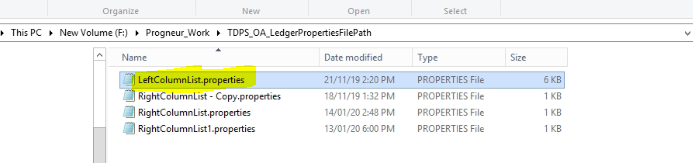 Organize New Open Select
This PC > New Volume (F:) > Progneur_Work > TDPS_OA_LedgerPropertiesFilePath
Name Date modified Type Size
LeftColumnList.properties 21/11/19 2:20 PM PROPERTIES File 6 KB
RightColumnList - Copy.properties 18/11/19 1:32 PM PROPERTIES File 1 KB
RightColumnList.properties 14/01/20 2:48 PM PROPERTIES File 1 KB
RightColumnList1.properties 13/01/20 6:00 PM PROPERTIES File 1 KB